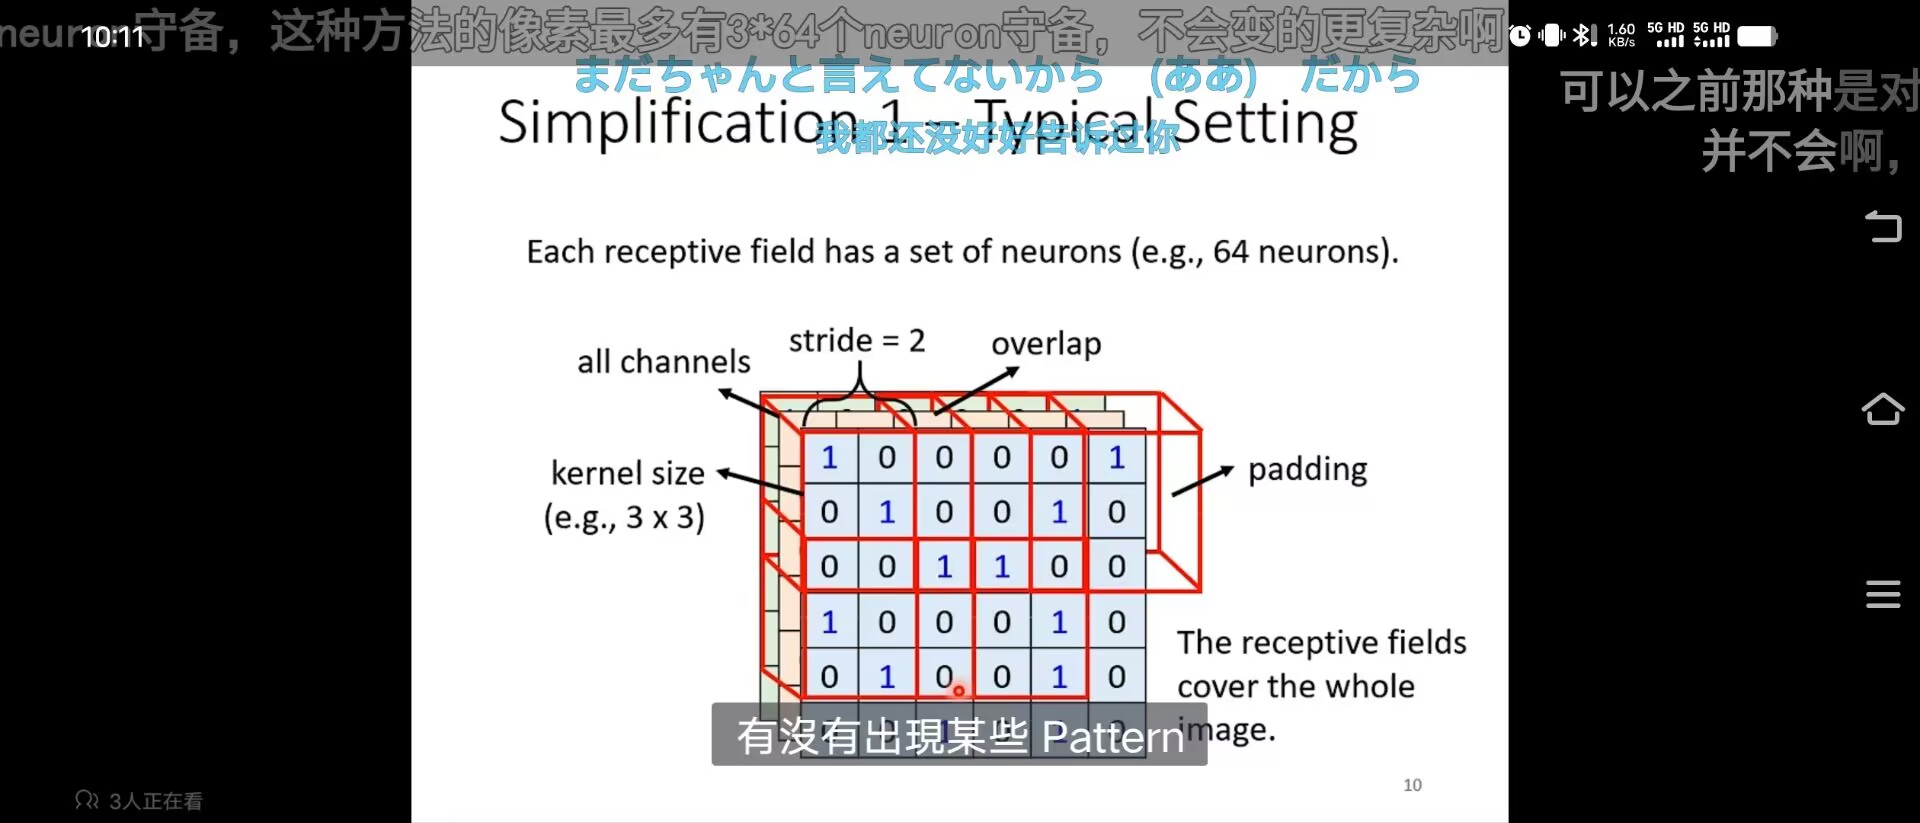 neuron守备，这种方法的像素最多有3*64个neuron守备，不会变的更复杂啊
10:11
1.60 KB/s 5G HD 5G HD
まだちゃんと言えてないから (ああ) だから
可以之前那种是对
Simplification 1 – Typical Setting
我都还没好好告诉过你
并不会啊，
Each receptive field has a set of neurons (e.g., 64 neurons).
stride = 2
overlap
all channels
1 0 0 0 0 1
kernel size
padding
(e.g., 3 x 3)
0 1 0 0 1 0
0 0 1 1 0 0
1 0 0 0 1 0
0 1 0 0 1 0
The receptive fields
cover the whole
image.
有沒有出現某些 Pattern
10
3人正在看